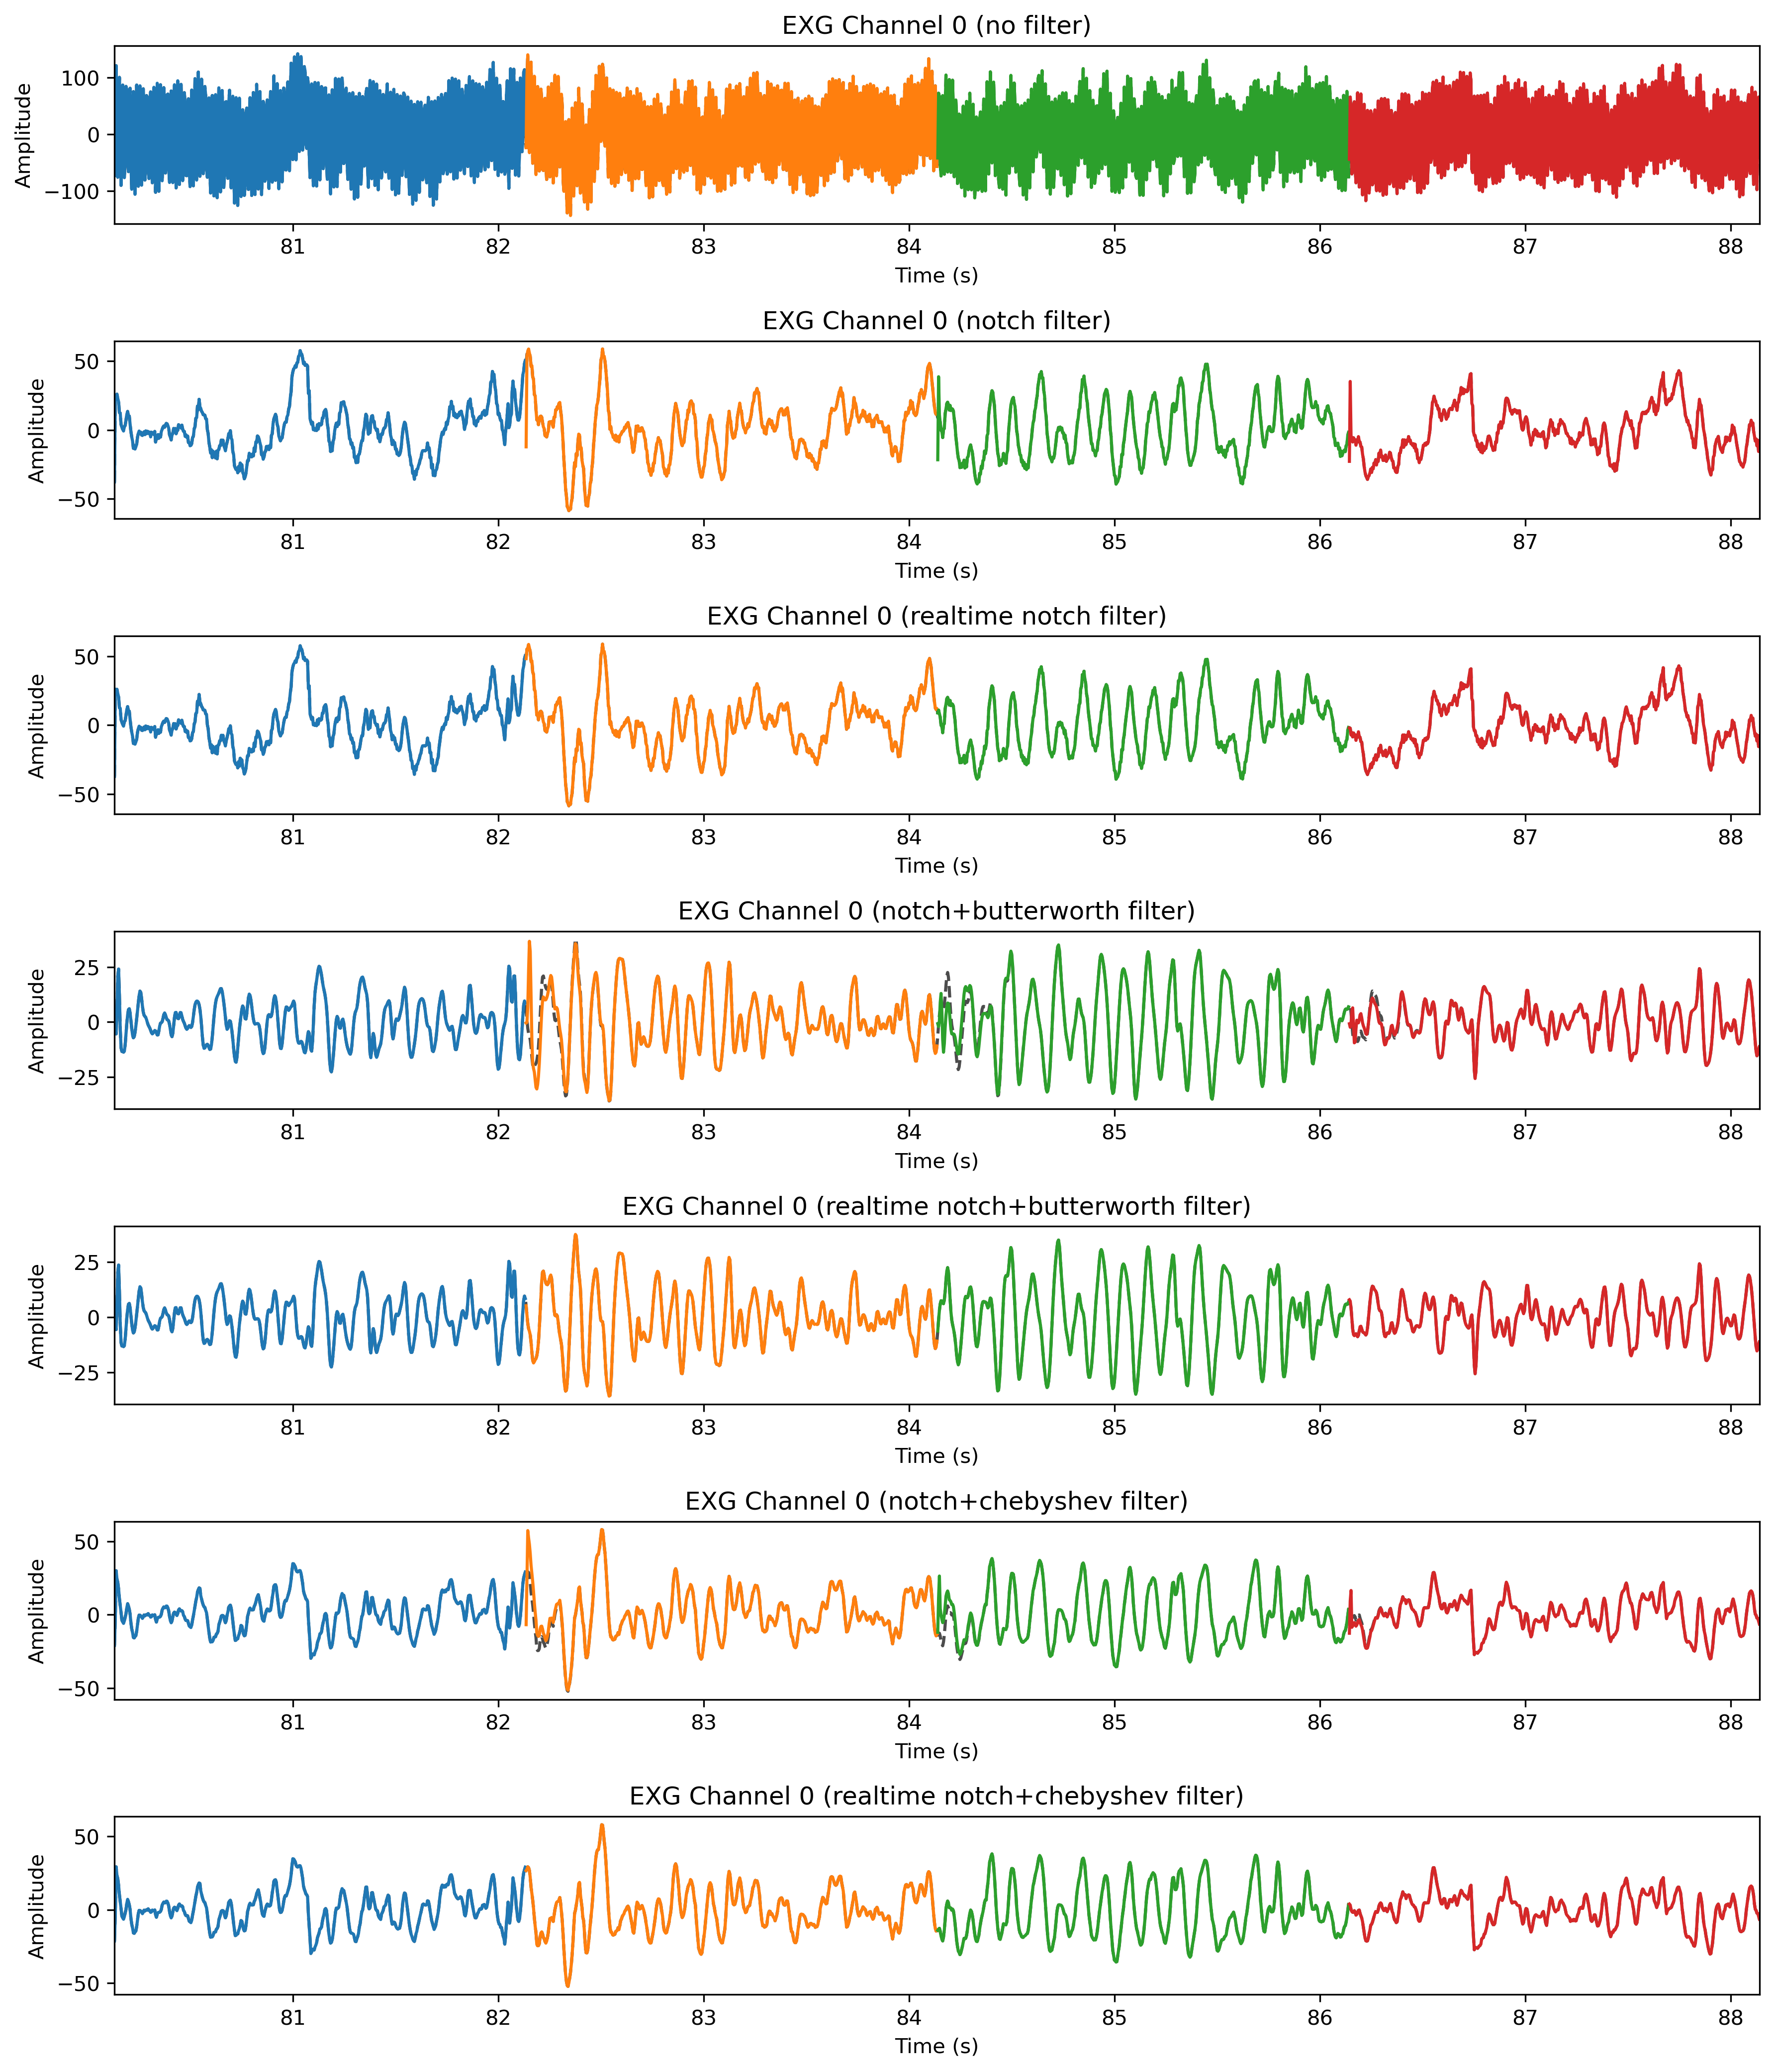 EXG Channel 0 (no filter)
Amplitude
100
0
−100
81 82 83 84 85 86 87 88
Time (s)
EXG Channel 0 (notch filter)
Amplitude
50
0
−50
81 82 83 84 85 86 87 88
Time (s)
EXG Channel 0 (realtime notch filter)
Amplitude
50
0
−50
81 82 83 84 85 86 87 88
Time (s)
EXG Channel 0 (notch+butterworth filter)
Amplitude
25
0
−25
81 82 83 84 85 86 87 88
Time (s)
EXG Channel 0 (realtime notch+butterworth filter)
Amplitude
25
0
−25
81 82 83 84 85 86 87 88
Time (s)
EXG Channel 0 (notch+chebyshev filter)
Amplitude
50
0
−50
81 82 83 84 85 86 87 88
Time (s)
EXG Channel 0 (realtime notch+chebyshev filter)
Amplitude
50
0
−50
81 82 83 84 85 86 87 88
Time (s)